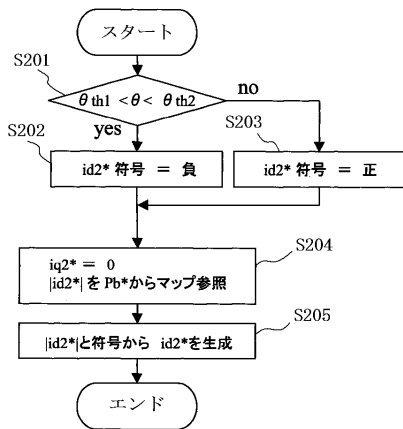 スタート
S201
θth1 <θ< θth2
no
yes
S202
S203
id2* 符号 = 負
id2* 符号 = 正
S204
iq2* = 0
|id2*| を Pb*からマップ参照
S205
|id2*|と符号から id2*を生成
エンド